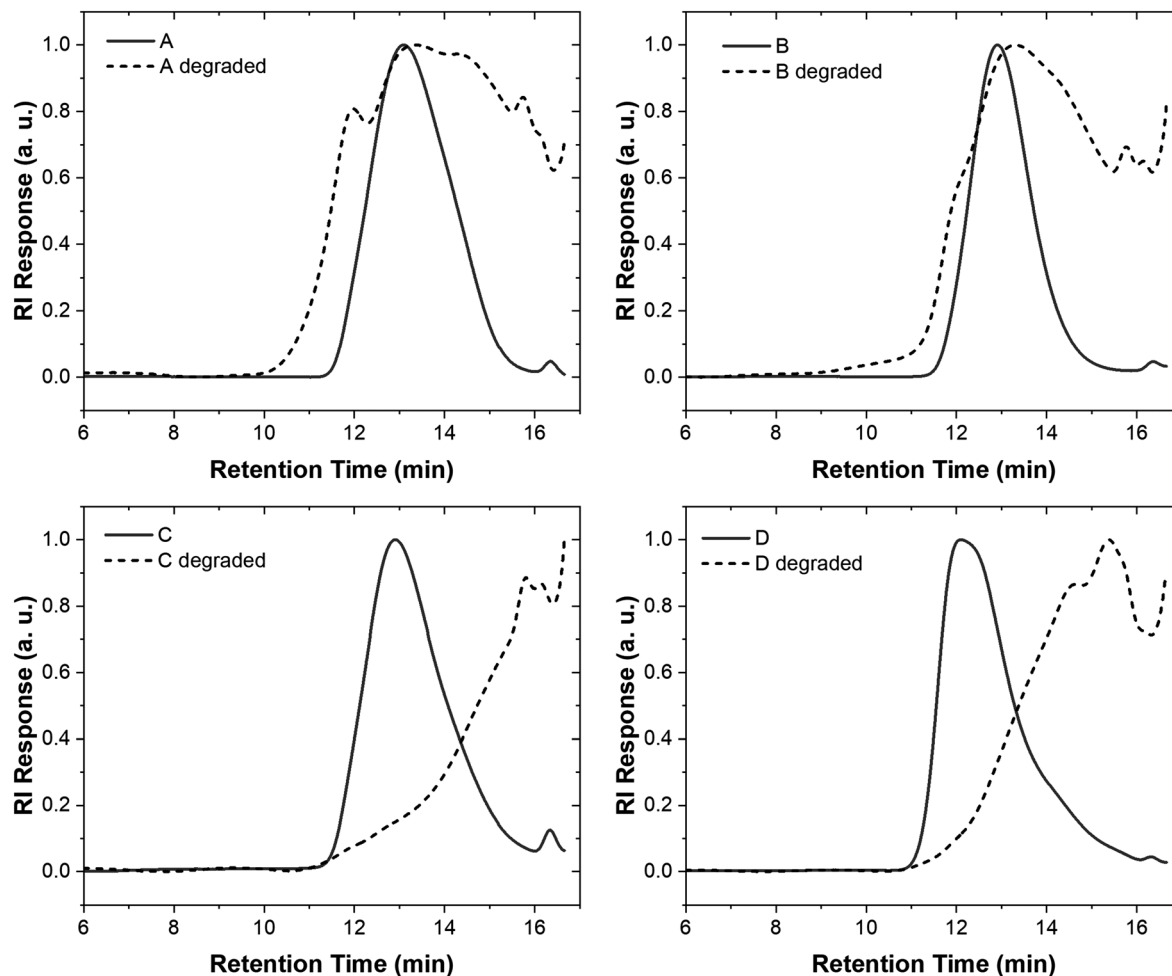 A
A degraded
1.0
0.8
0.6
0.4
0.2
0.0
RI Response (a. u.)
6 8 10 12 14 16
Retention Time (min)
B
B degraded
1.0
0.8
0.6
0.4
0.2
0.0
RI Response (a. u.)
6 8 10 12 14 16
Retention Time (min)
C
C degraded
1.0
0.8
0.6
0.4
0.2
0.0
RI Response (a. u.)
6 8 10 12 14 16
Retention Time (min)
D
D degraded
1.0
0.8
0.6
0.4
0.2
0.0
RI Response (a. u.)
6 8 10 12 14 16
Retention Time (min)